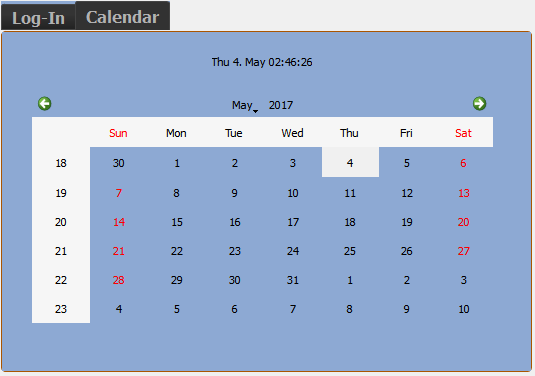 Log-In Calendar
Thu 4. May 02:46:26
May 2017
Sun Mon Tue Wed Thu Fri Sat
18 30 1 2 3 4 5 6
19 7 8 9 10 11 12 13
20 14 15 16 17 18 19 20
21 21 22 23 24 25 26 27
22 28 29 30 31 1 2 3
23 4 5 6 7 8 9 10